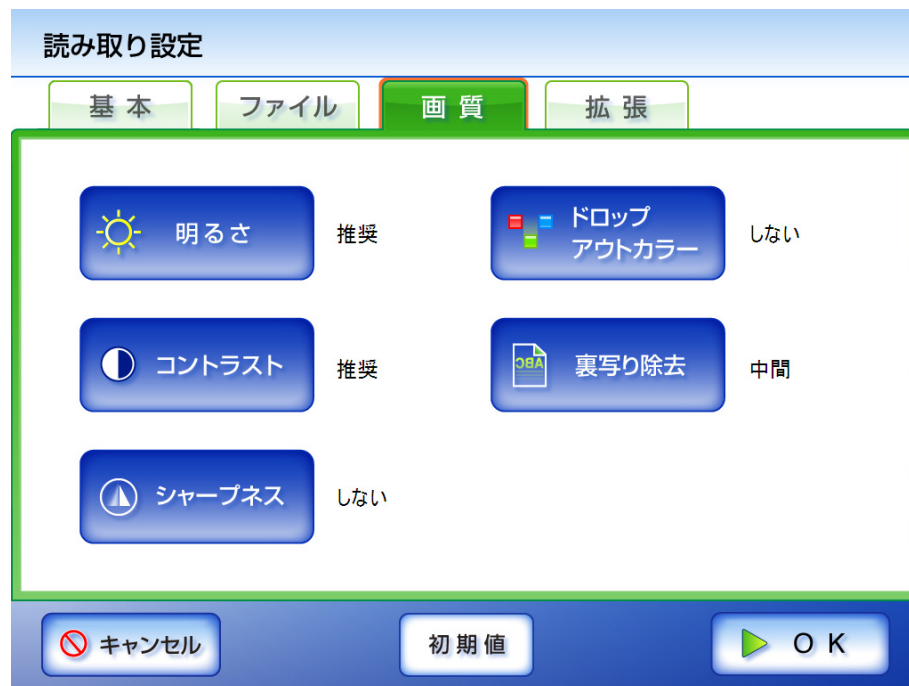 読み取り設定
基本
ファイル
画質
拡張
明るさ
推奨
ドロップ
アウトカラー
しない
コントラスト
推奨
ABC
裏写り除去
中間
シャープネス
しない
キャンセル
初期値
OK